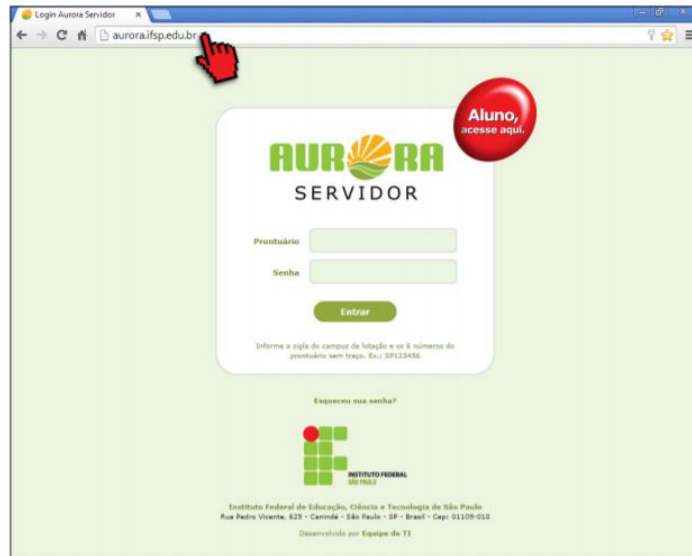 Login Aurora Servidor
aurora.ifsp.edu.br
Aluno,
acesse aqui.
AURORA
SERVIDOR
Prontuário
Senha
Entrar
Informe a sigla do campus de lotação e os 6 números do
prontuário sem traço. Ex.: SP123456
Esqueceu sua senha?
INSTITUTO FEDERAL
SÃO PAULO
Instituto Federal de Educação, Ciência e Tecnologia de São Paulo
Rua Pedro Vicente, 625 - Canindé - São Paulo - SP - Brasil - Cep: 01109-010
Desenvolvido por Equipe de TI